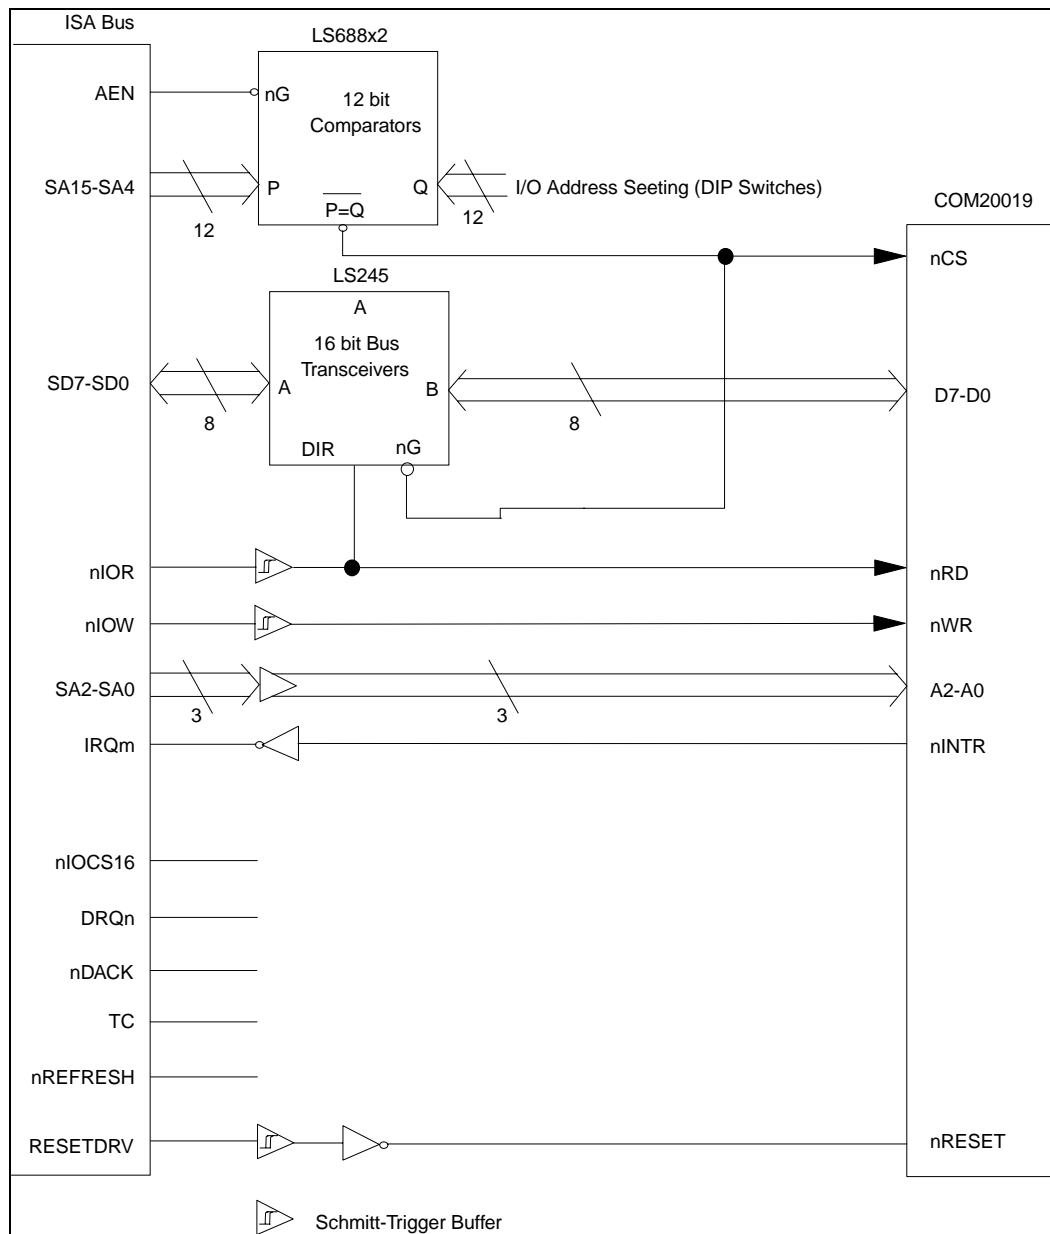 ISA Bus
LS688x2
AEN
nG
12 bit
Comparators
SA15-SA4
P
Q
I/O Address Seeting (DIP Switches)
12
P=Q
12
COM20019
nCS
LS245
A
16 bit Bus
Transceivers
SD7-SD0
A
B
D7-D0
8
8
DIR
nG
nIOR
nRD
nIOW
nWR
SA2-SA0
A2-A0
3
3
IRQm
nINTR
nIOCS16
DRQn
nDACK
TC
nREFRESH
RESETDRV
nRESET
Schmitt-Trigger Buffer